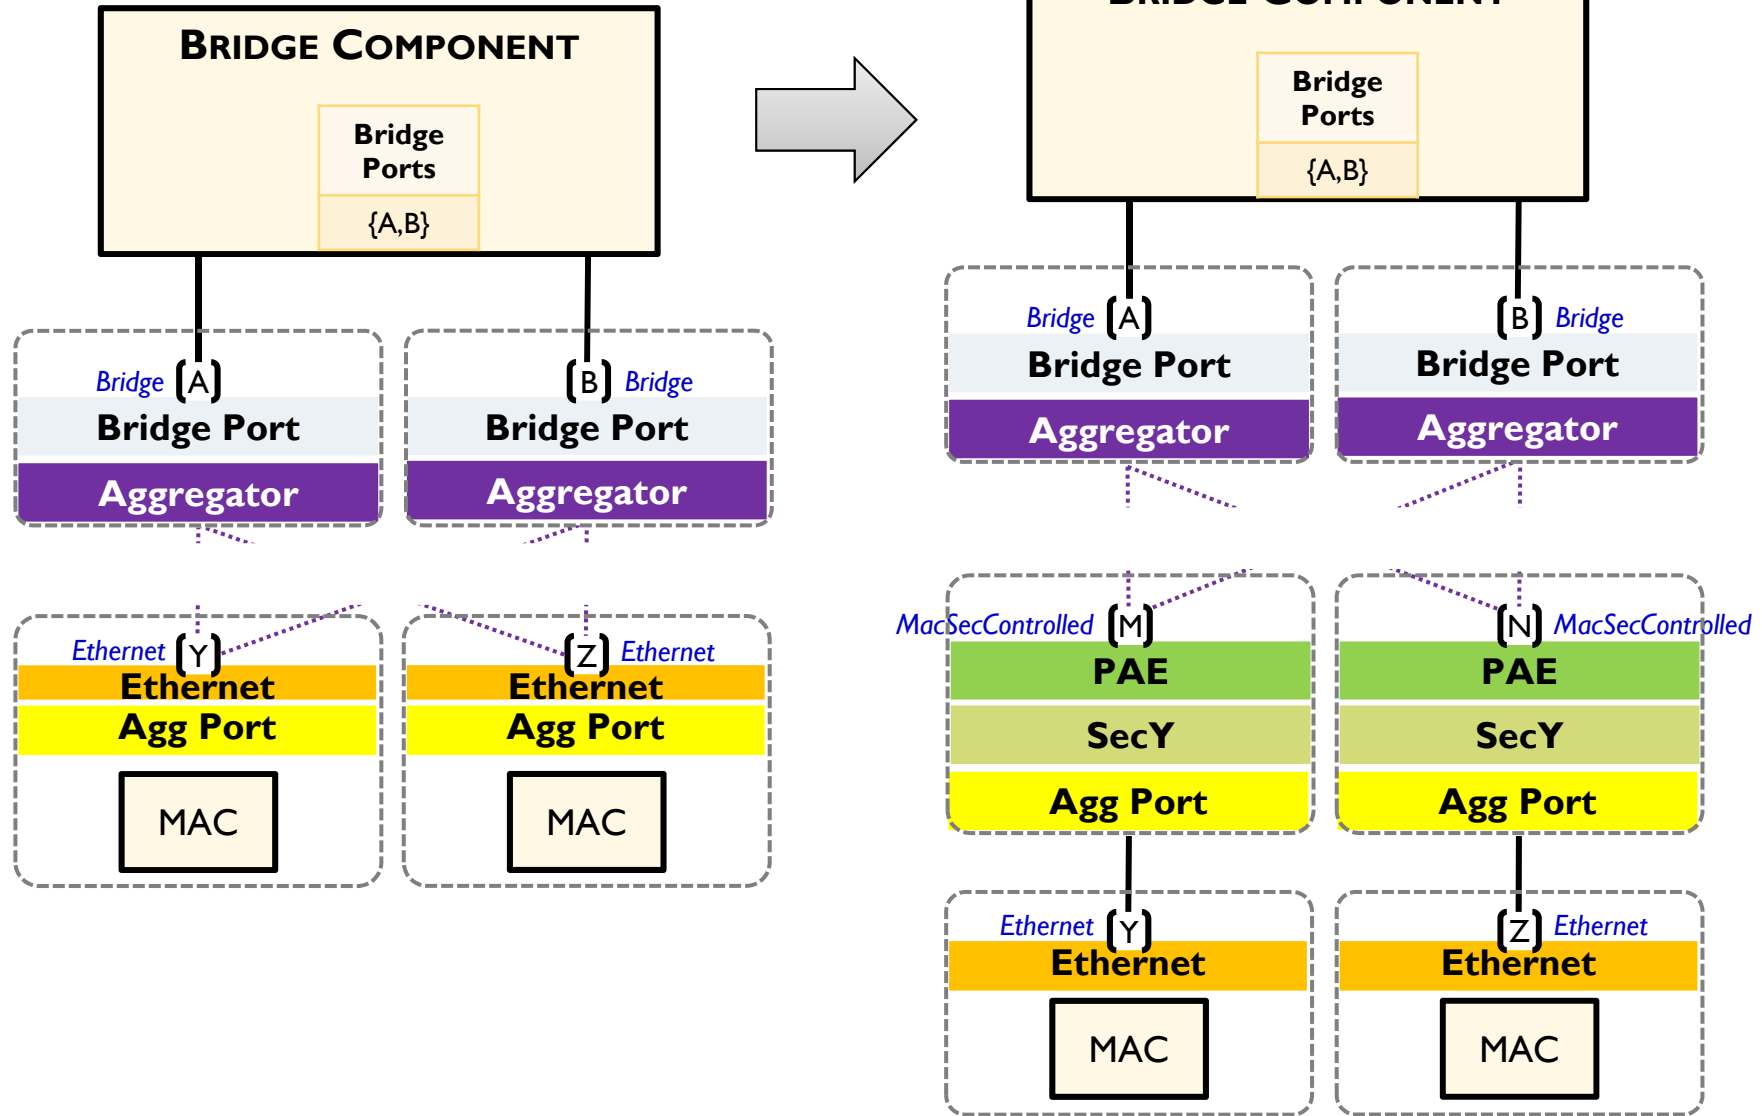 BRIDGE COMPONENT
Bridge
Ports
{A,B}
Bridge [A]
[B] Bridge
Bridge Port
Bridge Port
Aggregator
Aggregator
Ethernet [Y]
[Z] Ethernet
Ethernet
Ethernet
Agg Port
Agg Port
MAC
MAC
BRIDGE COMPONENT
Bridge
Ports
{A,B}
Bridge [A]
[B] Bridge
Bridge Port
Bridge Port
Aggregator
Aggregator
MacSecControlled [M]
[N] MacSecControlled
PAE
PAE
SecY
SecY
Agg Port
Agg Port
Ethernet [Y]
[Z] Ethernet
Ethernet
Ethernet
MAC
MAC